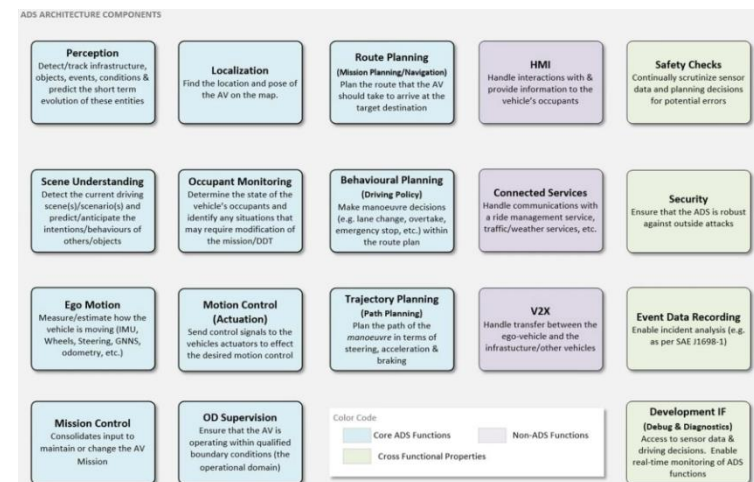 ADS ARCHITECTURE COMPONENTS
Perception
Detect/track infrastructure,
objects, events, conditions &
predict the short term
evolution of these entities
Localization
Find the location and pose of
the AV on the map.
Route Planning
(Mission Planning/Navigation)
Plan the route that the AV
should take to arrive at the
target destination
HMI
Handle interactions with &
provide information to the
vehicle's occupants
Safety Checks
Continually scrutinize sensor
data and planning decisions
for potential errors
Scene Understanding
Detect the current driving
scene(s)/scenario(s) and
predict/anticipate the
intentions/behaviours of
others/objects
Occupant Monitoring
Determine the state of the
vehicle's occupants and
identify any situations that
may require modification of
the mission/DDT
Behavioural Planning
(Driving Policy)
Make manoeuvre decisions
(e.g. lane change, overtake,
emergency stop, etc.) within
the route plan
Connected Services
Handle communications with
a ride management service,
traffic/weather services, etc.
Security
Ensure that the ADS is robust
against outside attacks
Ego Motion
Measure/estimate how the
vehicle is moving (IMU,
Wheels, Steering, GNNS,
odometry, etc.)
Motion Control
(Actuation)
Send control signals to the
vehicles actuators to effect
the desired motion control
Trajectory Planning
(Path Planning)
Plan the path of the
manoeuvre in terms of
steering, acceleration &
braking
V2X
Handle transfer between the
ego-vehicle and the
infrastucture/other vehicles
Event Data Recording
Enable incident analysis (e.g.
as per SAE J1698-1)
Mission Control
Consolidates input to
maintain or change the AV
Mission
OD Supervision
Ensure that the AV is
operating within qualified
boundary conditions (the
operational domain)
Color Code
Core ADS Functions
Non-ADS Functions
Cross Functional Properties
Development IF
(Debug & Diagnostics)
Access to sensor data &
driving decisions. Enable
real-time monitoring of ADS
functions